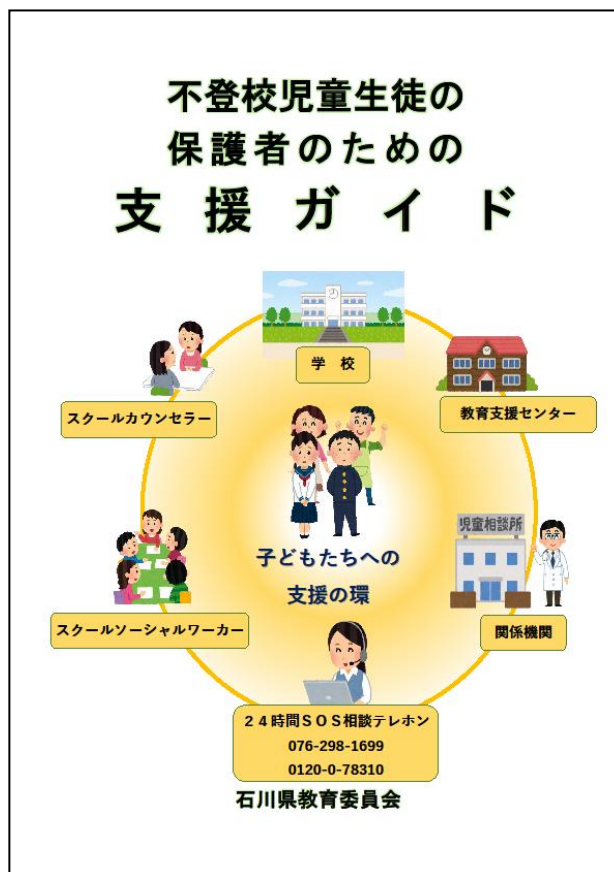 不登校児童生徒の
保護者のための
支援ガイド
学 校
スクールカウンセラー
教育支援センター
子どもたちへの
支援の環
児童相談所
スクールソーシャルワーカー
関係機関
24時間SOS相談テレホン
076-298-1699
0120-0-78310
石川県教育委員会